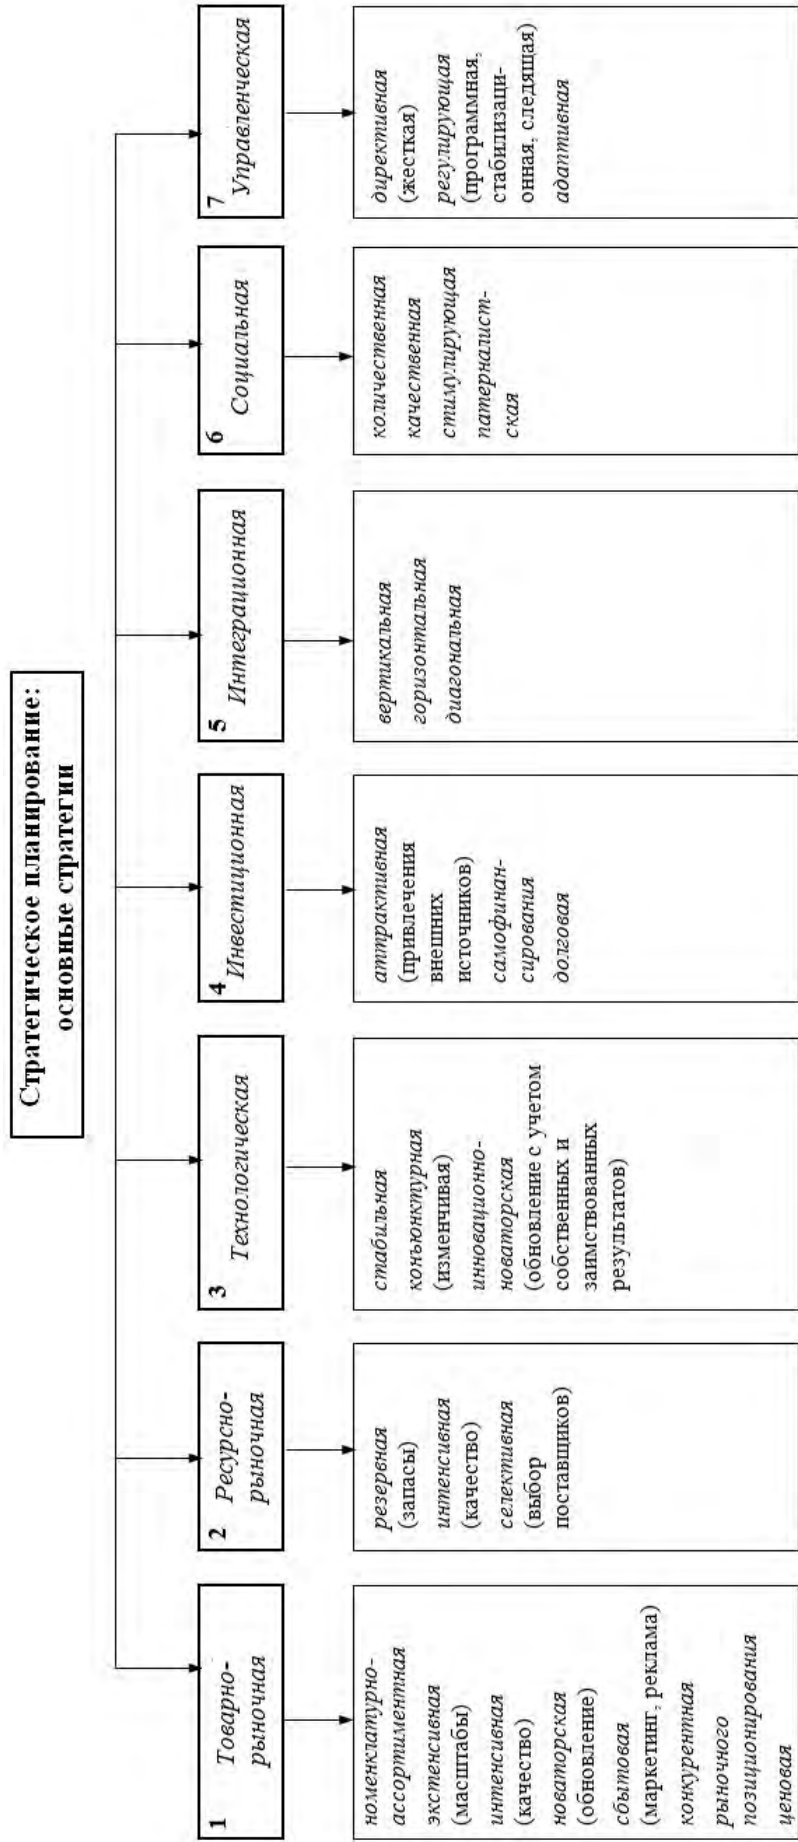 Стратегическое планирование:
основные стратегии
1
Товарно-
рыночная
номенклатурно-
ассортиментная
экстенсивная
(масштабы)
интенсивная
(качество)
новаторская
(обновление)
сбытовая
(маркетинг, реклама)
конкурентная
рыночного
позиционирования
ценовая
2 Ресурсно-
рыночная
резервная
(запасы)
интенсивная
(качество)
селективная
(выбор
поставщиков)
3
Технологическая
стабильная
конъюнктурная
(изменчивая)
инновационно-
новаторская
(обновление с учетом
собственных и
заимствованных
результатов)
4
Инвестиционная
аттрактивная
(привлечения
внешних
источников)
самофинан-
сирования
долговая
5
Интеграционная
вертикальная
горизонтальная
диагональная
6
Социальная
количественная
качественная
стимулирующая
патерналист-
ская
7
Управленческая
директивная
(жесткая)
регулирующая
(программная,
стабилизаци-
онная, следящая)
адаптивная